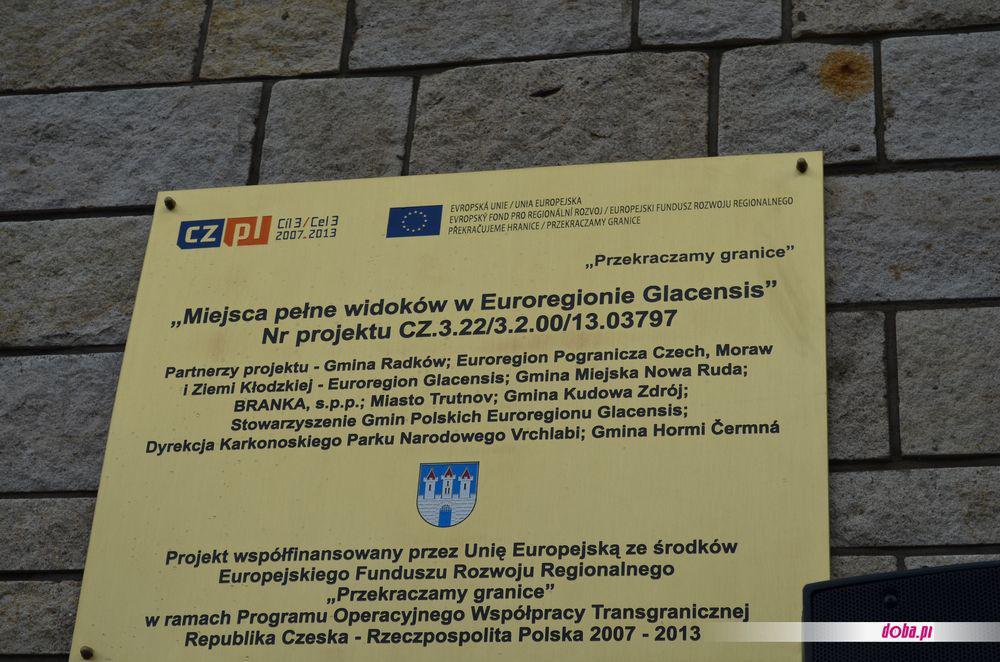 cz pl Cíl 3 / Cel 3
2007-2013
EVROPSKÁ UNIE / UNIA EUROPEJSKA
EVROPSKÝ FOND PRO REGIONÁLNÍ ROZVOJ / EUROPEJSKI FUNDUSZ ROZWOJU REGIONALNEGO
PŘEKRAČUJEME HRANICE / PRZEKRACZAMY GRANICE
„Przekraczamy granice”
„Miejsca pełne widoków w Euroregionie Glacensis”
Nr projektu CZ.3.22/3.2.00/13.03797
Partnerzy projektu - Gmina Radków; Euroregion Pogranicza Czech, Moraw
i Ziemi Kłodzkiej - Euroregion Glacensis; Gmina Miejska Nowa Ruda;
BRANKA, s.p.p.; Miasto Trutnov; Gmina Kudowa Zdrój;
Stowarzyszenie Gmin Polskich Euroregionu Glacensis;
Dyrekcja Karkonoskiego Parku Narodowego Vrchlabi; Gmina Hormi Čermná
Projekt współfinansowany przez Unię Europejską ze środków
Europejskiego Funduszu Rozwoju Regionalnego
„Przekraczamy granice”
w ramach Programu Operacyjnego Współpracy Transgranicznej
Republika Czeska - Rzeczpospolita Polska 2007 - 2013
doba.pl